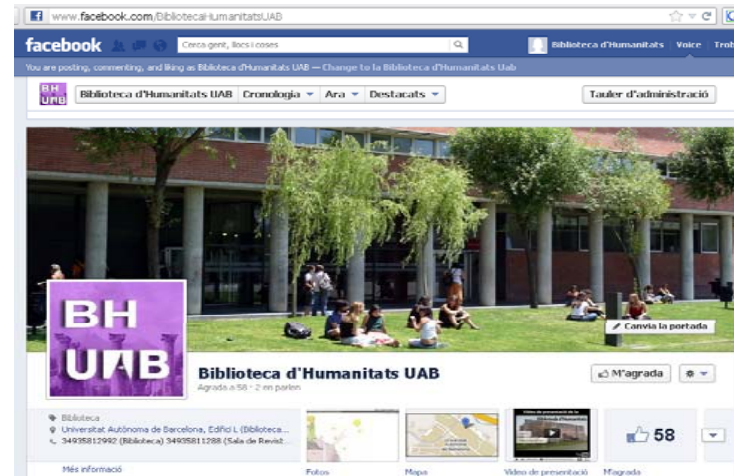 www.facebook.com/BibliotecaHumanitatsUAB
facebook Cerca gent, llocs i coses Biblioteca d'Humanitats Voice Trob
You are posting, commenting, and liking as Biblioteca d'Humanitats UAB — Change to la Biblioteca d'Humanitats Uab
BH UAB Biblioteca d'Humanitats UAB Cronologia Ara Destacats Tauler d'administració
Canvia la portada
BH
UAB
Biblioteca d'Humanitats UAB
Agrada a 58 · 2 en parlen
M'agrada
Biblioteca
Universitat Autònoma de Barcelona, Edifici L (Biblioteca...
34935812992 (Biblioteca) 34935811288 (Sala de Revist...
58
Més informació
Fotos Mapa Vídeo de presentació M'agrada